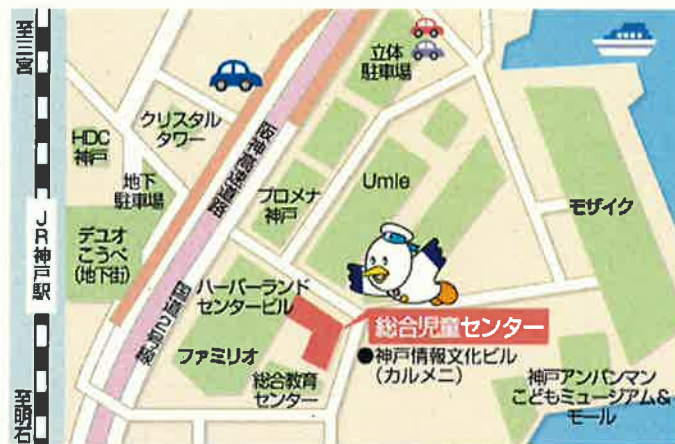 至三宮
JR神戸駅
至明石
HDC
神戸
クリスタル
タワー
地下
駐車場
デュオ
こうべ
(地下街)
阪神高速道路
国道2号線
立体
駐車場
プロメナ
神戸
Umie
モザイク
ハーバーランド
センタービル
ファミリオ
総合教育
センター
総合児童センター
●神戸情報文化ビル
(カルメニ)
神戸アンパンマン
こどもミュージアム&
モール